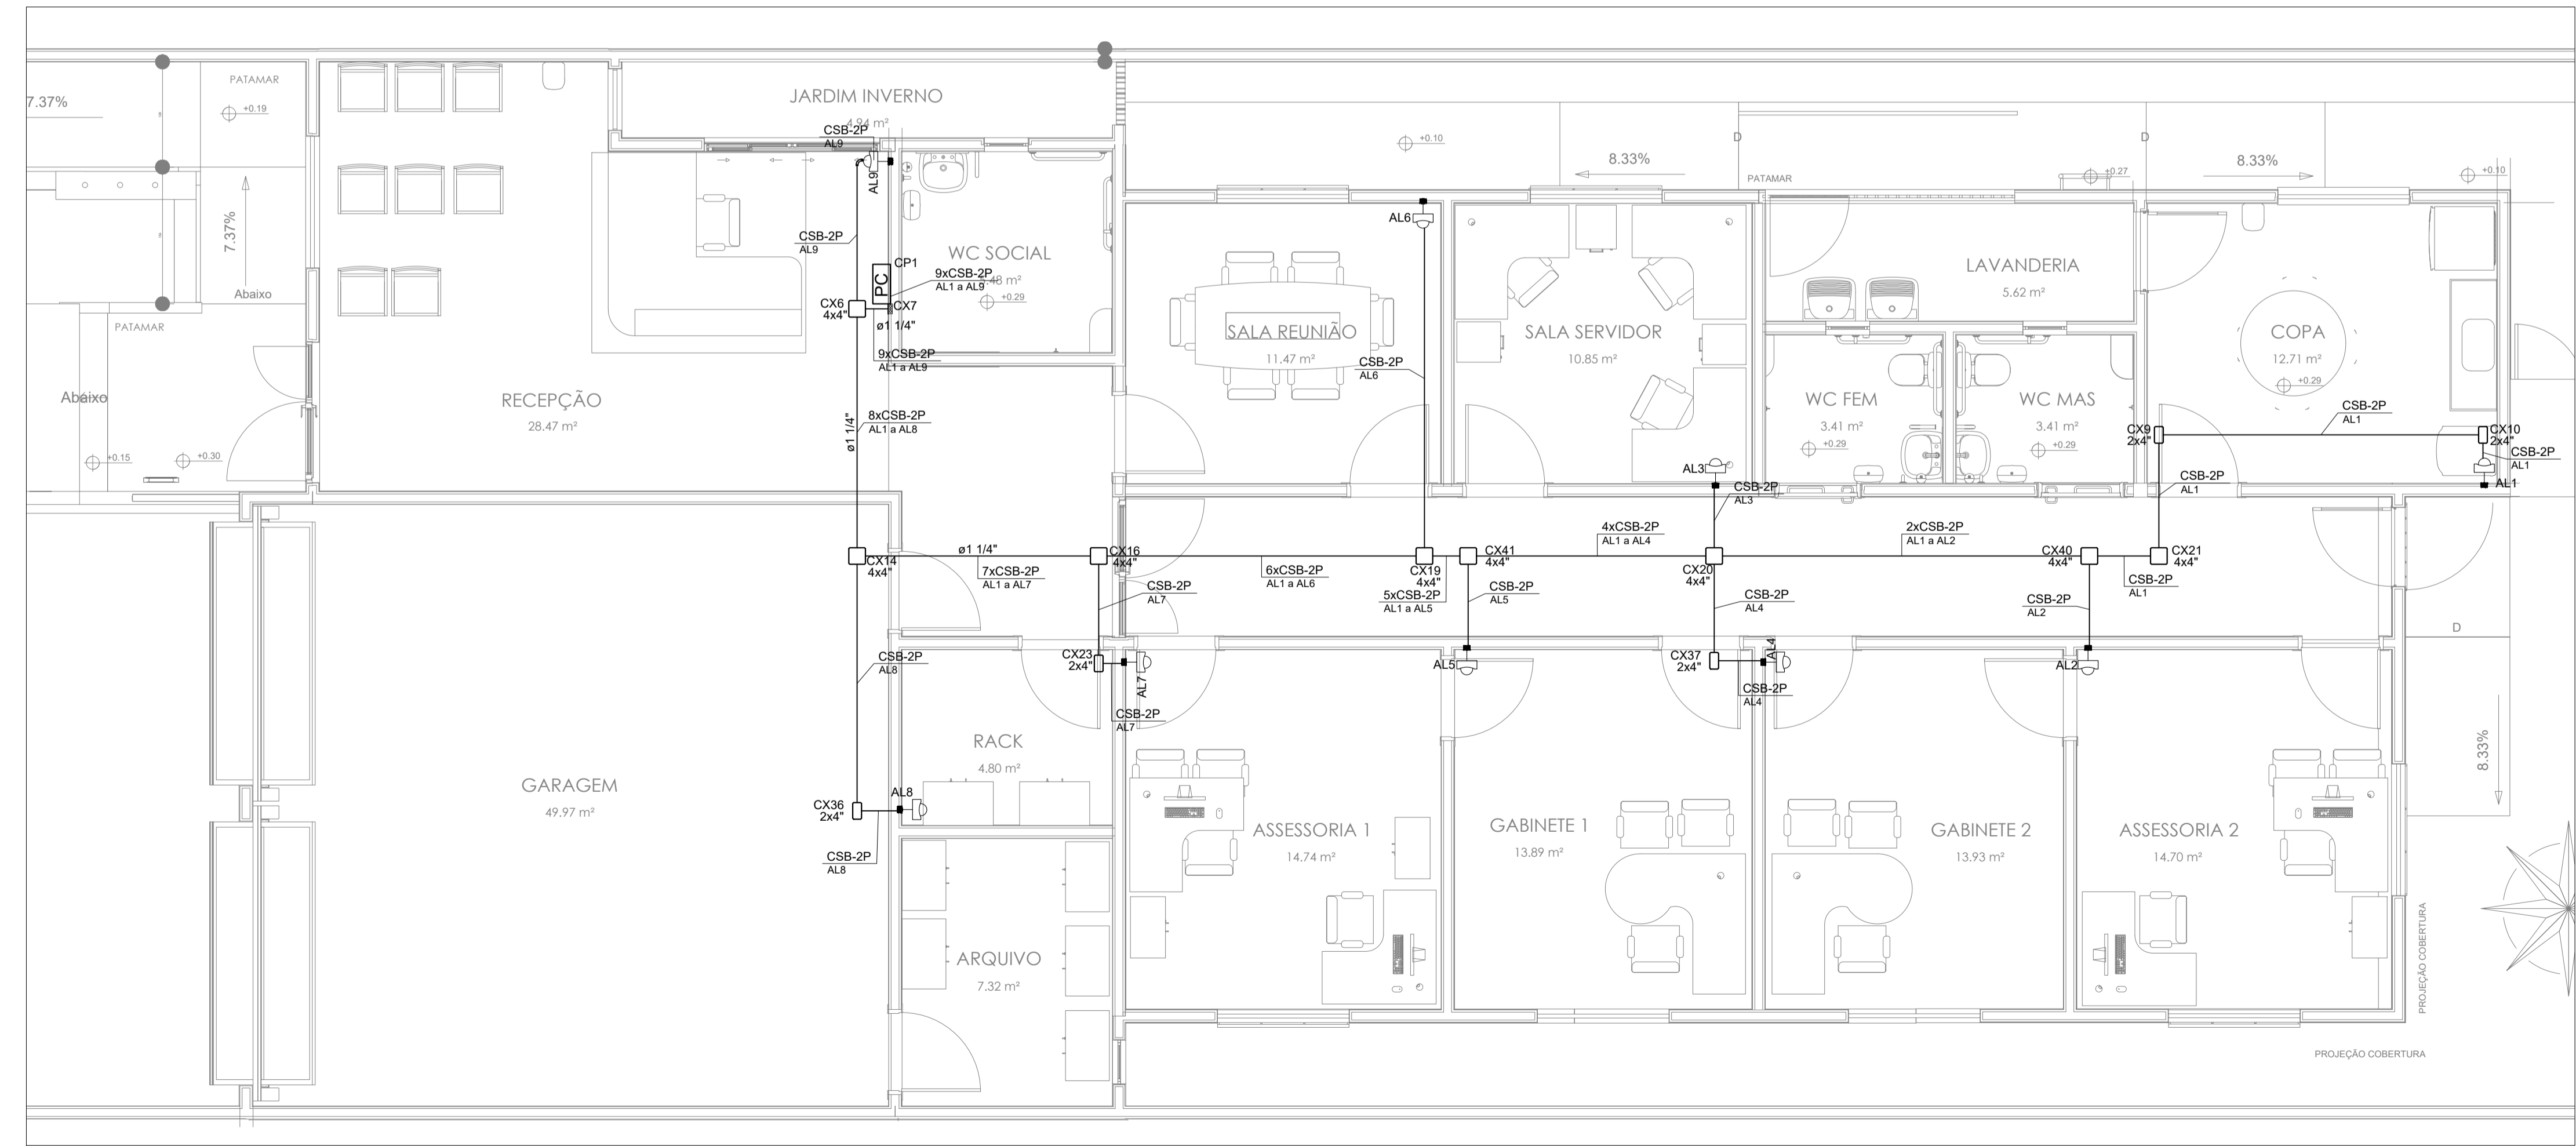 PATAMAR
+0.19
7.37%
JARDIM INVERNO
4.94 m²
CSB-2P
AL9
AL9
+0.10
8.33%
D
D
8.33%
PATAMAR
+0.27
+0.10
7.37%
Abaixo
CSB-2P
AL9
WC SOCIAL
+0.29
PC
CP1
9xCSB-2P
AL1 a AL9
CX6
4x4"
CX7
ø1 1/4"
9xCSB-2P
AL1 a AL9
AL6
SALA REUNIÃO
11.47 m²
CSB-2P
AL6
SALA SERVIDOR
10.85 m²
LAVANDERIA
5.62 m²
COPA
12.71 m²
+0.29
PATAMAR
Abaixo
RECEPÇÃO
28.47 m²
8xCSB-2P
AL1 a AL8
ø1 1/4"
WC FEM
3.41 m²
+0.29
WC MAS
3.41 m²
+0.29
CSB-2P
AL1
CX9
2x4"
CX10
2x4"
CSB-2P
AL1
AL1
+0.15
+0.30
AL3
CSB-2P
AL3
CSB-2P
AL1
CX14
4x4"
ø1 1/4"
7xCSB-2P
AL1 a AL7
CX16
4x4"
6xCSB-2P
AL1 a AL6
CX19
4x4"
5xCSB-2P
AL1 a AL5
CX41
4x4"
4xCSB-2P
AL1 a AL4
CX20
4x4"
2xCSB-2P
AL1 a AL2
CX40
4x4"
CX21
4x4"
CSB-2P
AL1
CSB-2P
AL7
CSB-2P
AL5
CSB-2P
AL4
CSB-2P
AL2
D
CSB-2P
AL8
CX23
2x4"
AL7
CSB-2P
AL7
AL5
CX37
2x4"
AL4
CSB-2P
AL4
AL2
RACK
4.80 m²
8.33%
GARAGEM
49.97 m²
CX36
2x4"
AL8
CSB-2P
AL8
ASSESSORIA 1
14.74 m²
GABINETE 1
13.89 m²
GABINETE 2
13.93 m²
ASSESSORIA 2
14.70 m²
ARQUIVO
7.32 m²
PROJEÇÃO COBERTURA
PROJEÇÃO COBERTURA